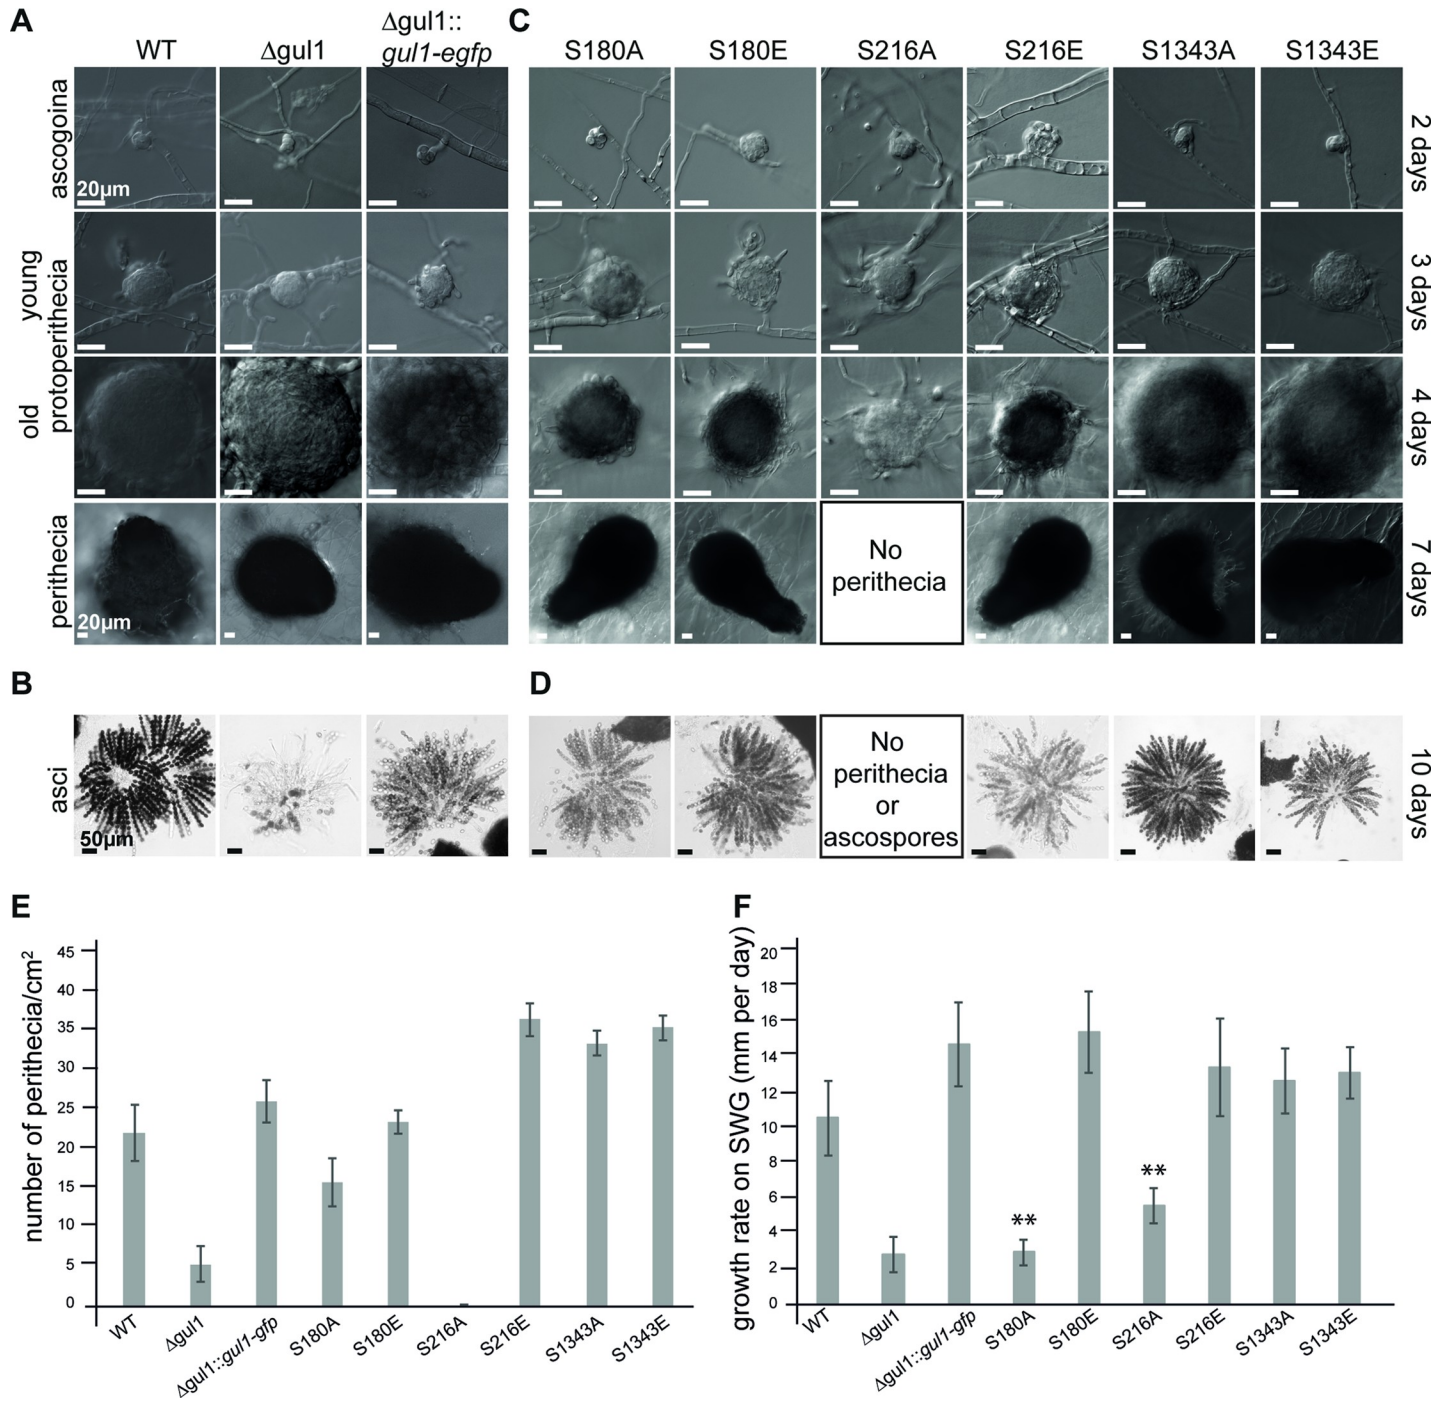 A
WT
Δgul1
Δgul1::
gul1-egfp
C
S180A
S180E
S216A
S216E
S1343A
S1343E
ascogoina
20µm
2 days
young
protoperithecia
old
3 days
4 days
perithecia
20µm
No
perithecia
7 days
B
D
asci
50µm
No
perithecia
or
ascospores
10 days
E
number of perithecia/cm2
45
40
35
30
25
20
15
10
5
0
WT
Δgul1
Δgul1::gul1-gfp
S180A
S180E
S216A
S216E
S1343A
S1343E
F
growth rate on SWG (mm per day)
20
18
16
14
12
10
8
6
4
2
0
**
**
WT
Δgul1
Δgul1::gul1-gfp
S180A
S180E
S216A
S216E
S1343A
S1343E